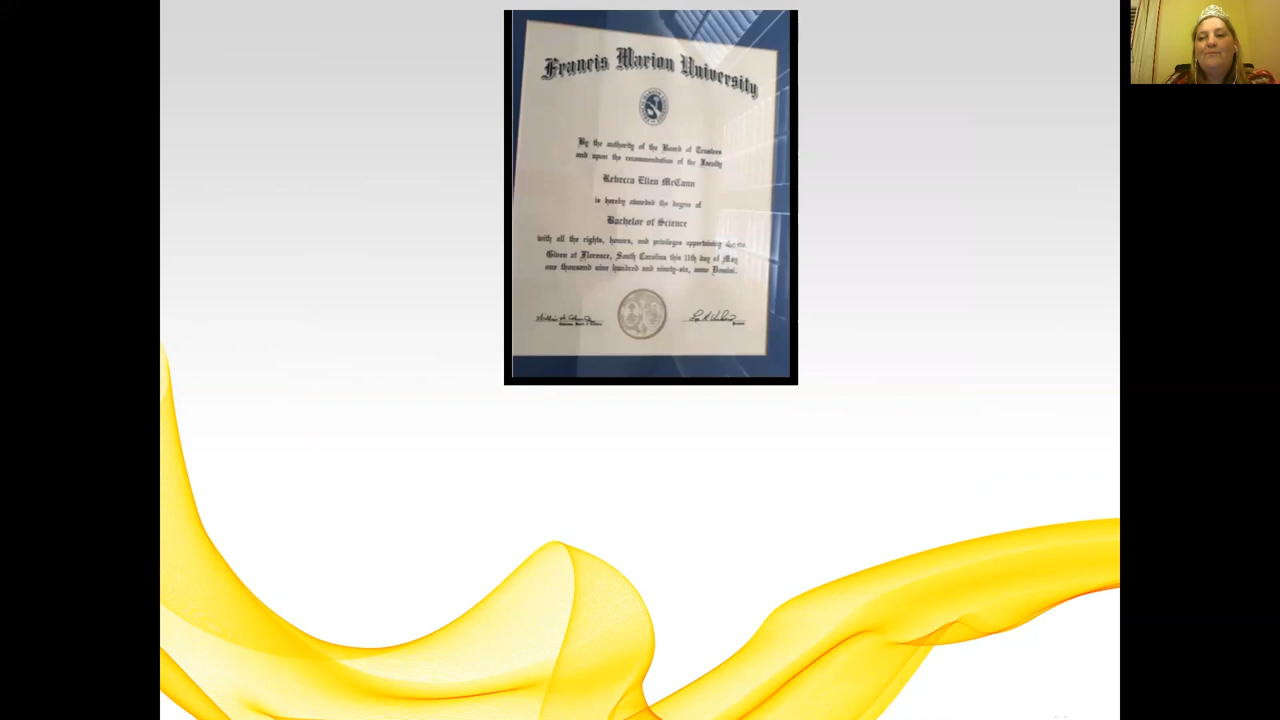 Francis Marion University
By the authority of the Board of Trustees
and upon the recommendation of the Faculty
Rebecca Ellen McCann
is hereby awarded the degree of
Bachelor of Science
with all the rights, honors, and privileges appertaining
Given at Florence, South Carolina this 11th day of May
one thousand nine hundred and ninety-six, anno Domini.